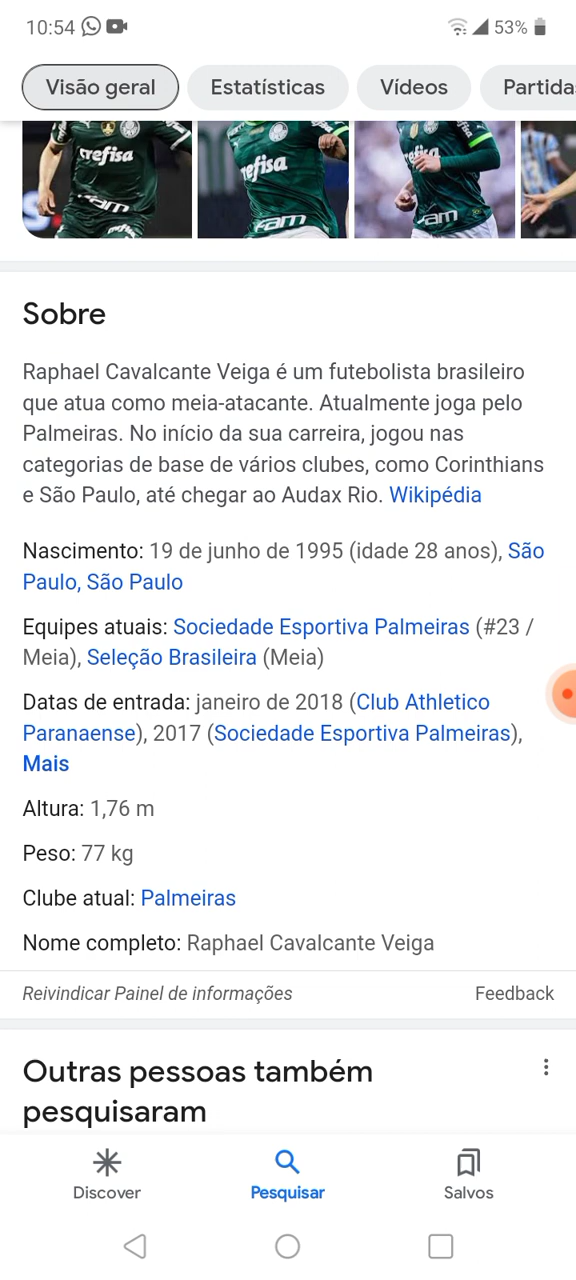 10:54
53%
Visão geral
Estatísticas
Vídeos
Partida
crefisa
FAM
efisa
FAM
FAM
Sobre
Raphael Cavalcante Veiga é um futebolista brasileiro
que atua como meia-atacante. Atualmente joga pelo
Palmeiras. No início da sua carreira, jogou nas
categorias de base de vários clubes, como Corinthians
e São Paulo, até chegar ao Audax Rio. Wikipédia
Nascimento: 19 de junho de 1995 (idade 28 anos), São
Paulo, São Paulo
Equipes atuais: Sociedade Esportiva Palmeiras (#23 /
Meia), Seleção Brasileira (Meia)
Datas de entrada: janeiro de 2018 (Club Athletico
Paranaense), 2017 (Sociedade Esportiva Palmeiras),
Mais
Altura: 1,76 m
Peso: 77 kg
Clube atual: Palmeiras
Nome completo: Raphael Cavalcante Veiga
Reivindicar Painel de informações
Feedback
Outras pessoas também
pesquisaram
Discover
Pesquisar
Salvos